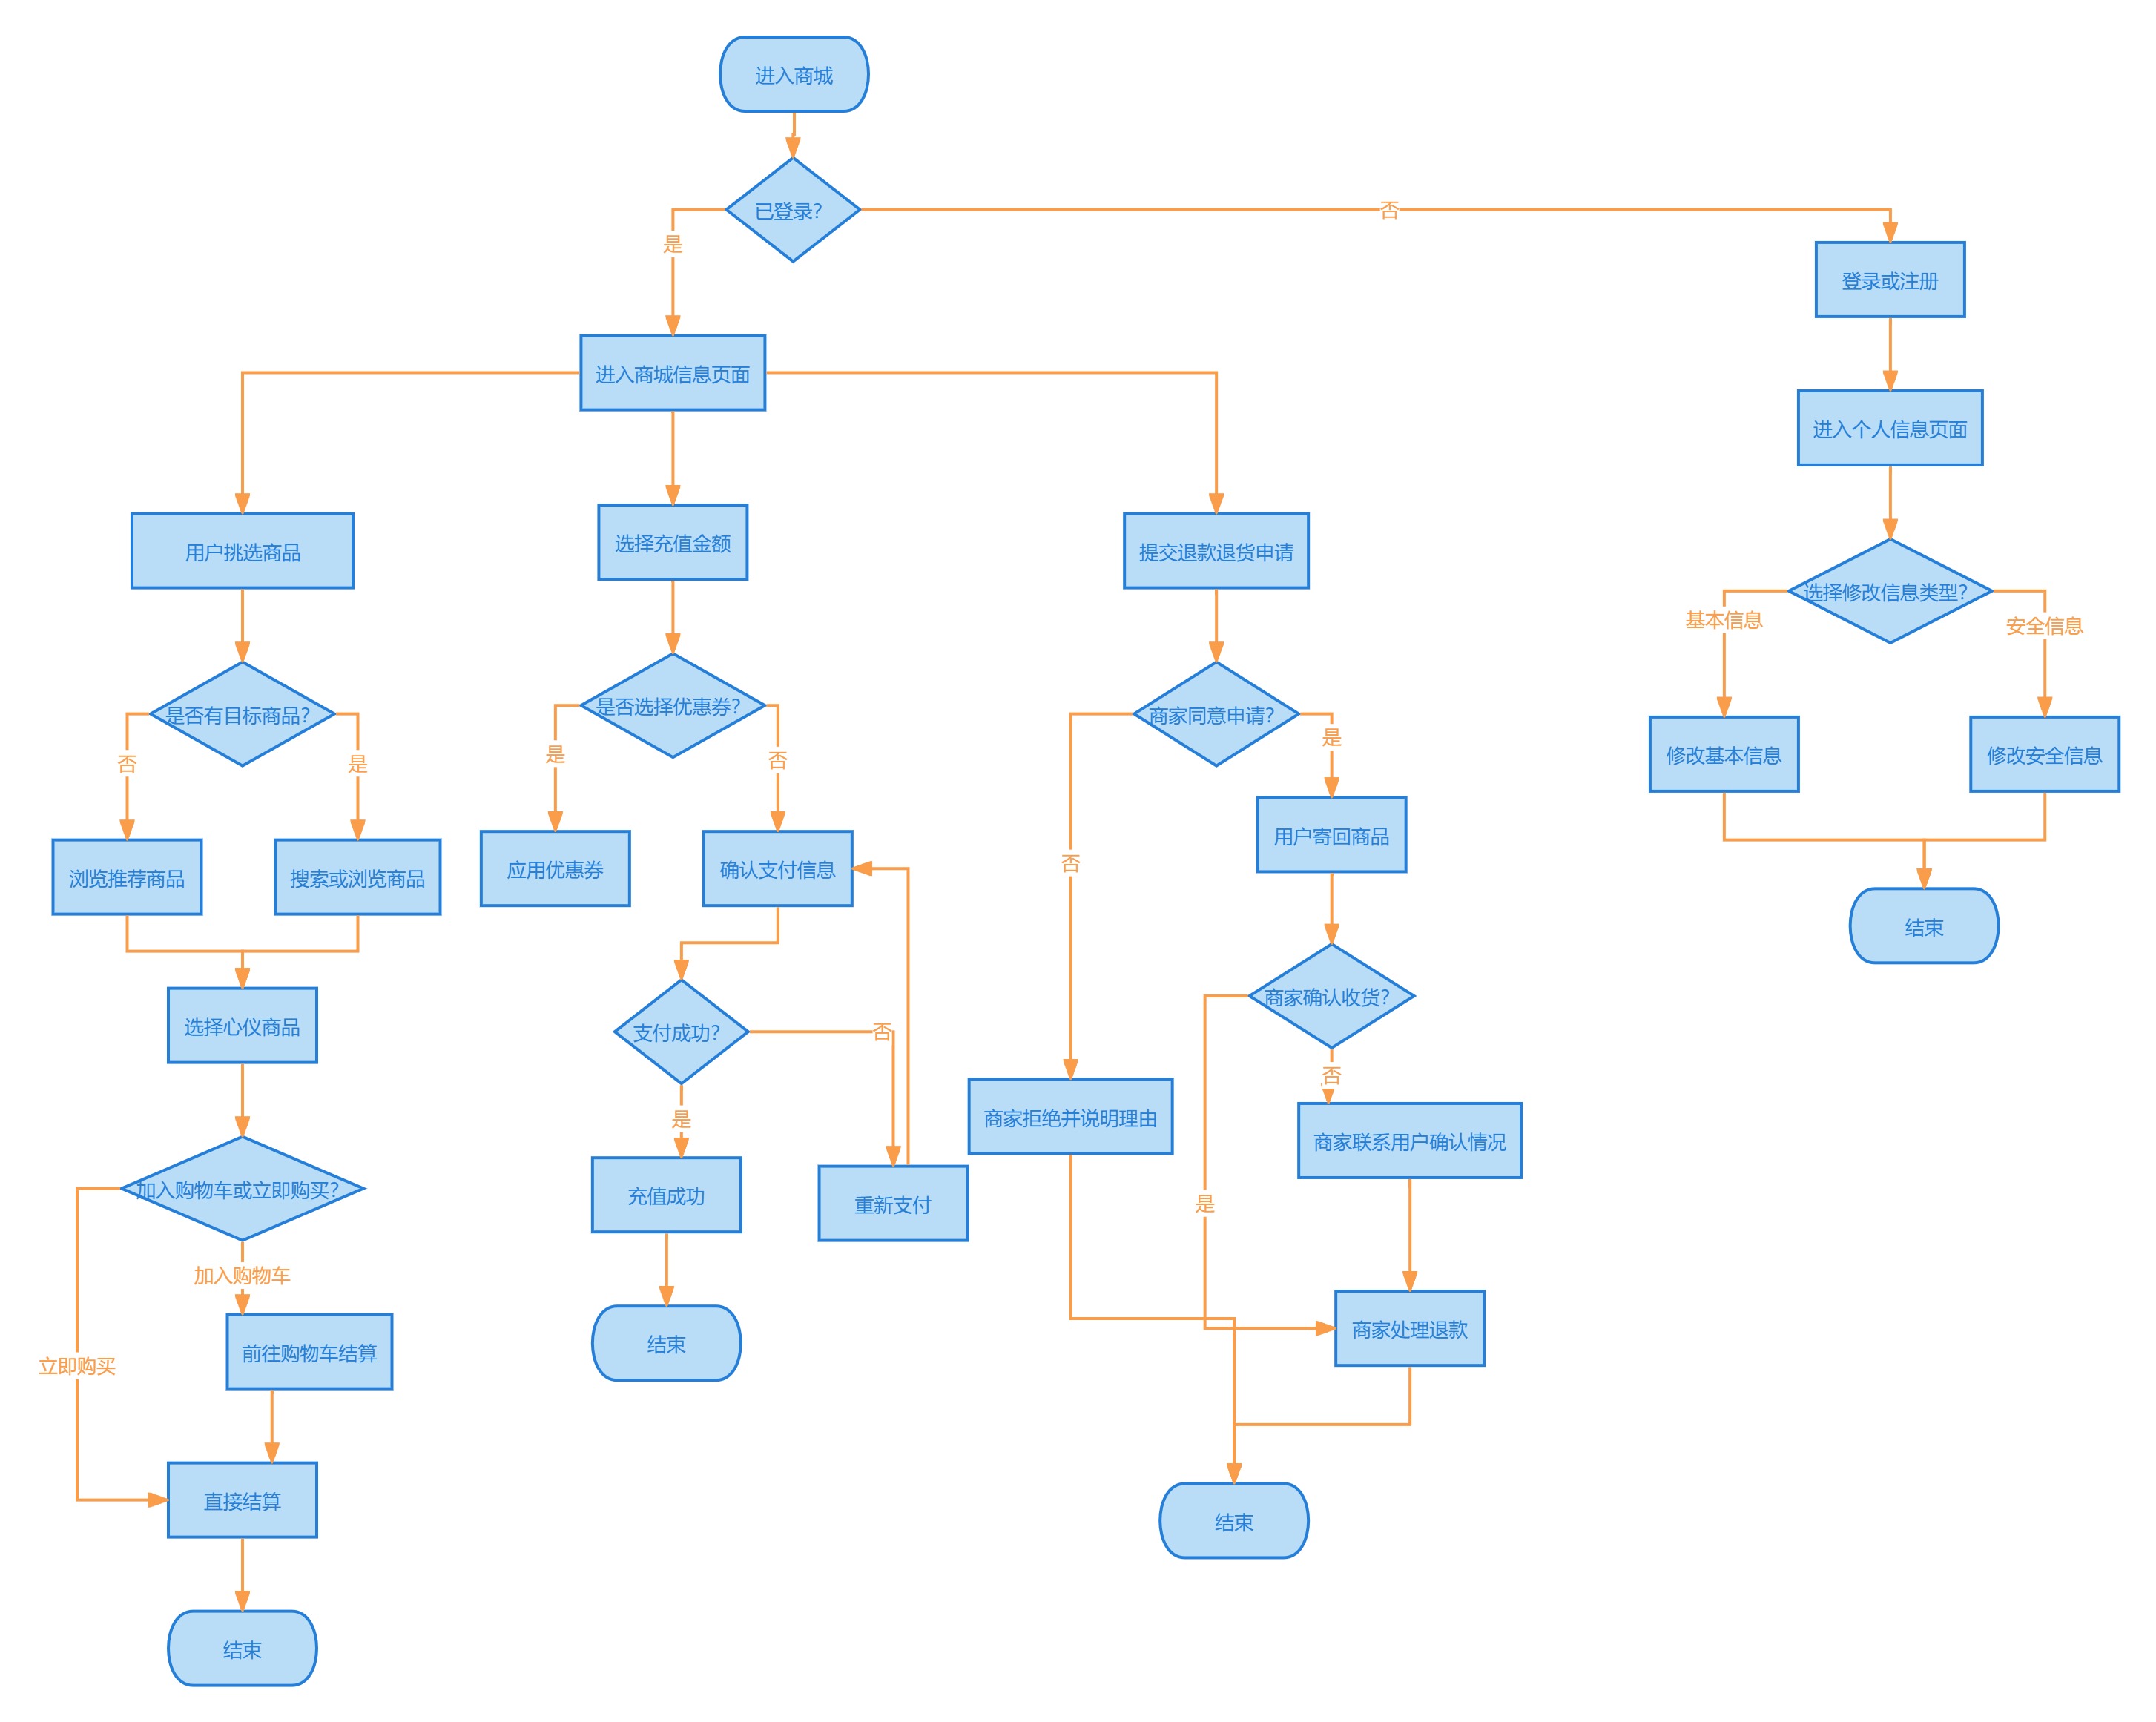 进入商城
已登录?
是
否
登录或注册
进入商城信息页面
进入个人信息页面
用户挑选商品
选择充值金额
提交退款退货申请
选择修改信息类型?
基本信息
安全信息
是否有目标商品?
是否选择优惠券?
商家同意申请?
否
是
是
否
否
是
修改基本信息
修改安全信息
用户寄回商品
浏览推荐商品
搜索或浏览商品
应用优惠券
确认支付信息
结束
选择心仪商品
支付成功?
否
是
商家确认收货?
否
是
商家拒绝并说明理由
商家联系用户确认情况
加入购物车或立即购买?
充值成功
重新支付
加入购物车
立即购买
前往购物车结算
结束
商家处理退款
直接结算
结束
结束